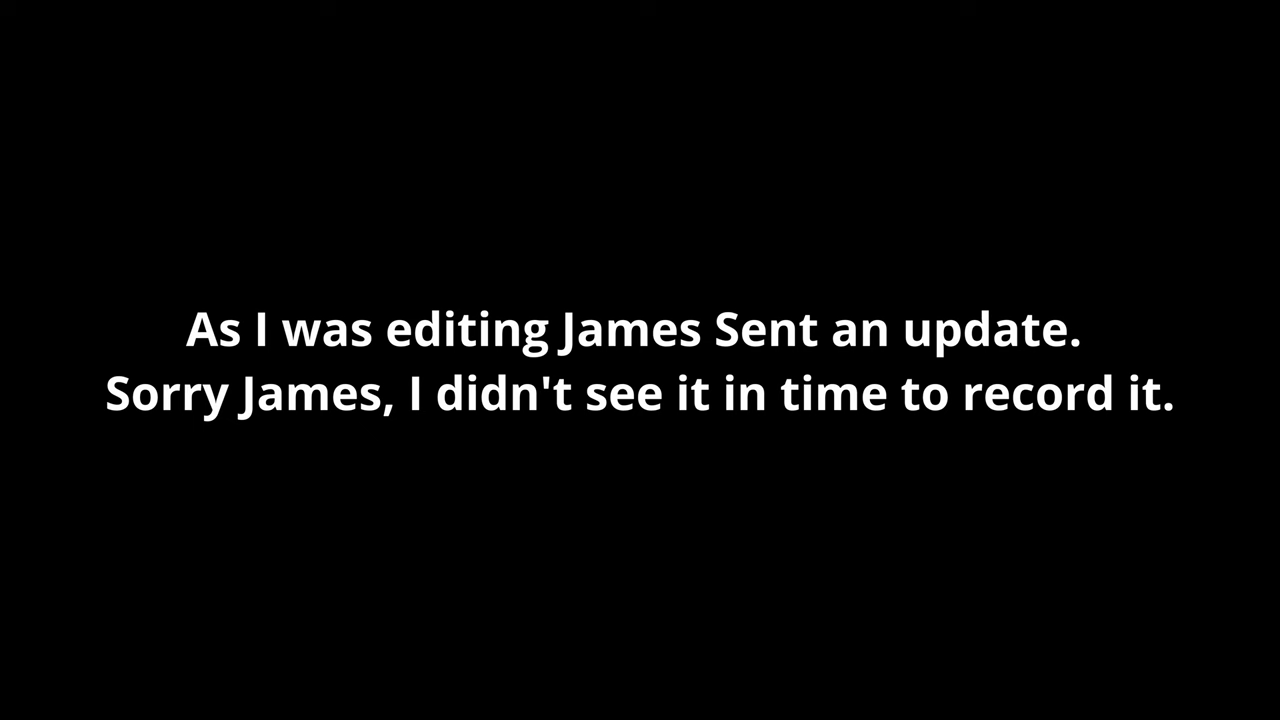 As I was editing James Sent an update.
Sorry James, I didn't see it in time to record it.